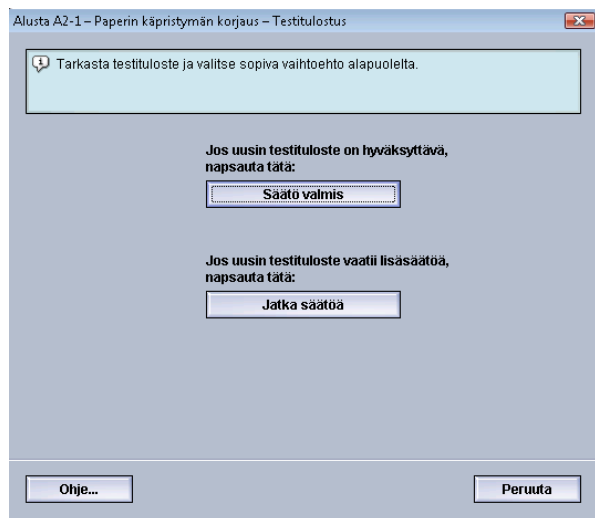 Alusta A2-1 – Paperin käpristymän korjaus – Testitulostus
Tarkasta testituloste ja valitse sopiva vaihtoehto alapuolelta.
Jos uusin testituloste on hyväksyttävä,
napsauta tätä:
Säätö valmis
Jos uusin testituloste vaatii lisäsäätöä,
napsauta tätä:
Jatka säätöä
Ohje...
Peruuta